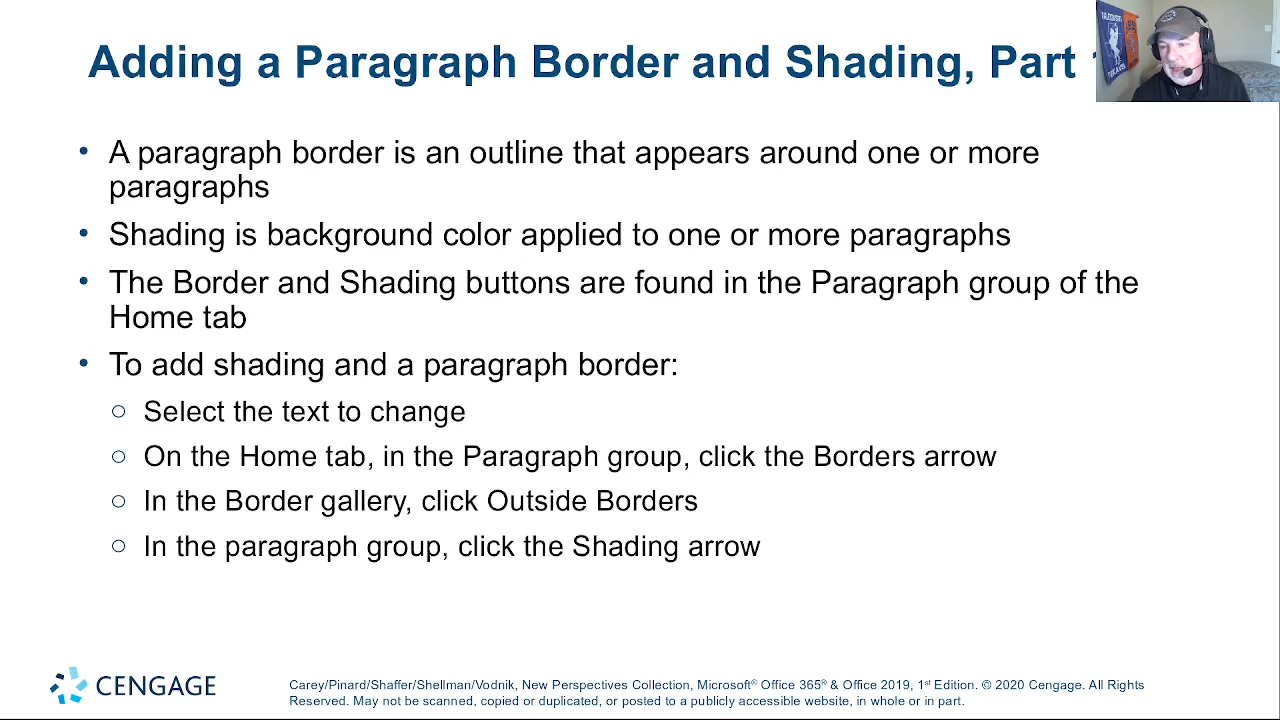 Adding a Paragraph Border and Shading, Part
• A paragraph border is an outline that appears around one or more
paragraphs
• Shading is background color applied to one or more paragraphs
• The Border and Shading buttons are found in the Paragraph group of the
Home tab
• To add shading and a paragraph border:
○ Select the text to change
○ On the Home tab, in the Paragraph group, click the Borders arrow
○ In the Border gallery, click Outside Borders
○ In the paragraph group, click the Shading arrow
CENGAGE
Carey/Pinard/Shaffer/Shellman/Vodnik, New Perspectives Collection, Microsoft® Office 365® & Office 2019, 1st Edition. © 2020 Cengage. All Rights
Reserved. May not be scanned, copied or duplicated, or posted to a publicly accessible website, in whole or in part.